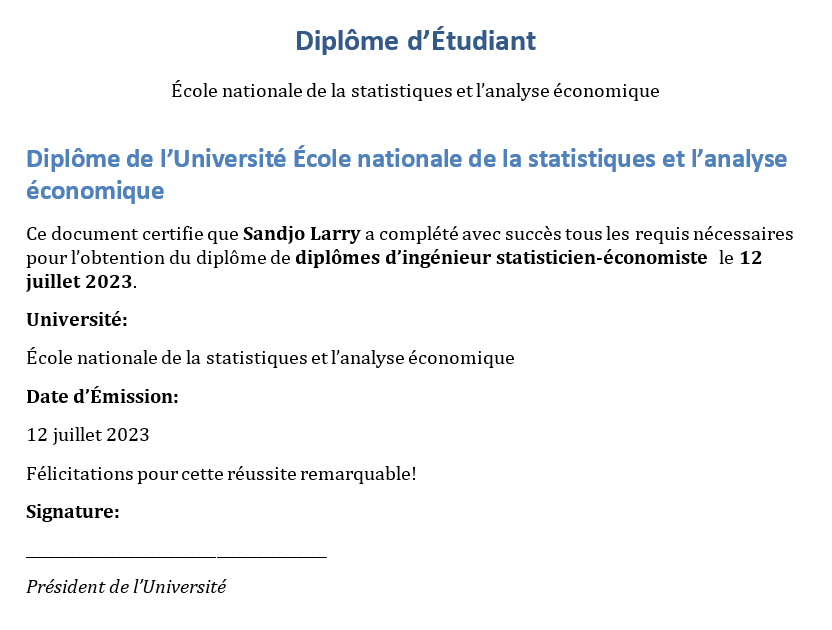 Diplôme d’Étudiant
École nationale de la statistiques et l’analyse économique
Diplôme de l’Université École nationale de la statistiques et l’analyse
économique
Ce document certifie que Sandjo Larry a complété avec succès tous les requis nécessaires
pour l’obtention du diplôme de diplômes d’ingénieur statisticien-économiste le 12
juillet 2023.
Université:
École nationale de la statistiques et l’analyse économique
Date d’Émission:
12 juillet 2023
Félicitations pour cette réussite remarquable!
Signature:
______________________________
Président de l’Université